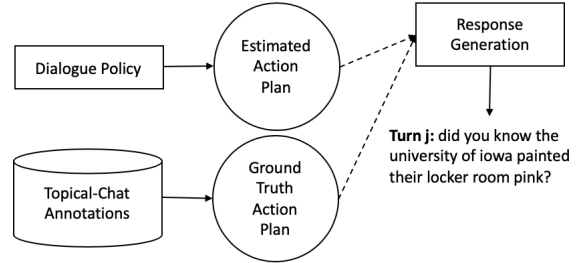 Dialogue Policy
Estimated
Action
Plan
Response
Generation
Turn j: did you know the
university of iowa painted
their locker room pink?
Topical-Chat
Annotations
Ground
Truth
Action
Plan